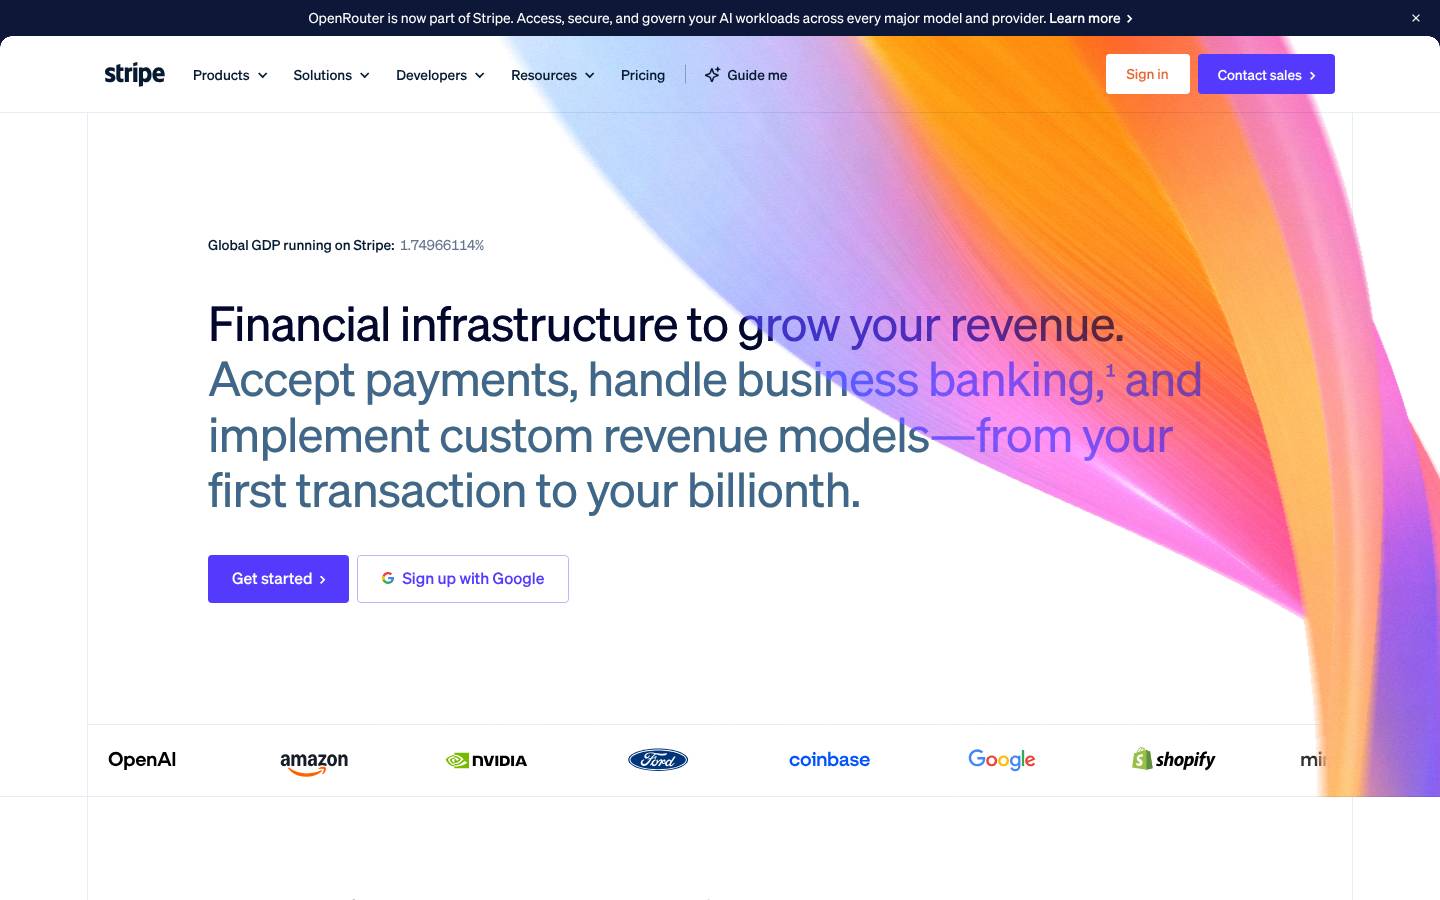 OpenRouter is now part of Stripe. Access, secure, and govern your AI workloads across every major model and provider. Learn more
stripe Products Solutions Developers Resources Pricing Guide me Sign in Contact sales
Global GDP running on Stripe: 1.74966114%
Financial infrastructure to grow your revenue.
Accept payments, handle business banking,¹ and
implement custom revenue models—from your
first transaction to your billionth.
Get started Sign up with Google
OpenAI amazon NVIDIA Ford coinbase Google shopify